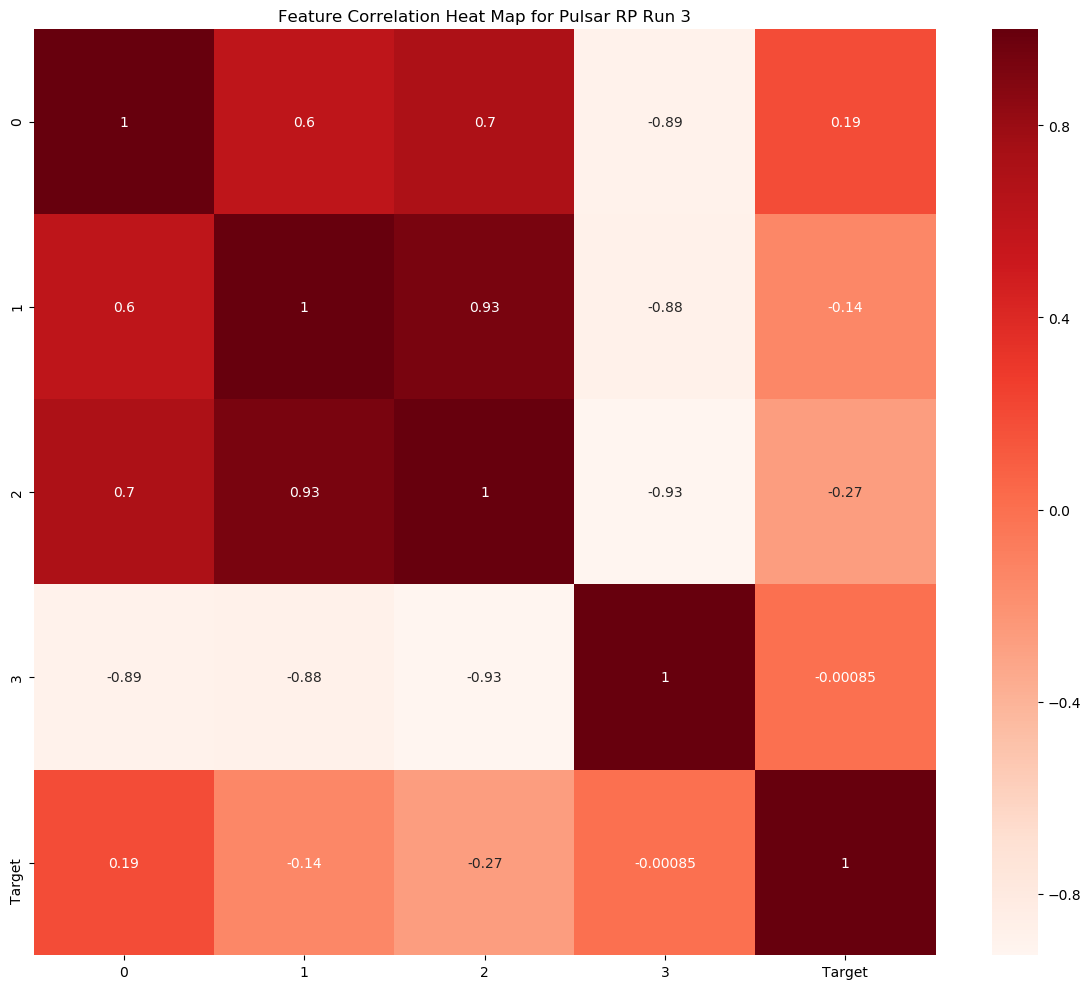 Feature Correlation Heat Map for Pulsar RP Run 3
0 1 0.6 0.7 -0.89 0.19
1 0.6 1 0.93 -0.88 -0.14
2 0.7 0.93 1 -0.93 -0.27
3 -0.89 -0.88 -0.93 1 -0.00085
Target 0.19 -0.14 -0.27 -0.00085 1
0 1 2 3 Target
0.8
0.4
0.0
−0.4
−0.8